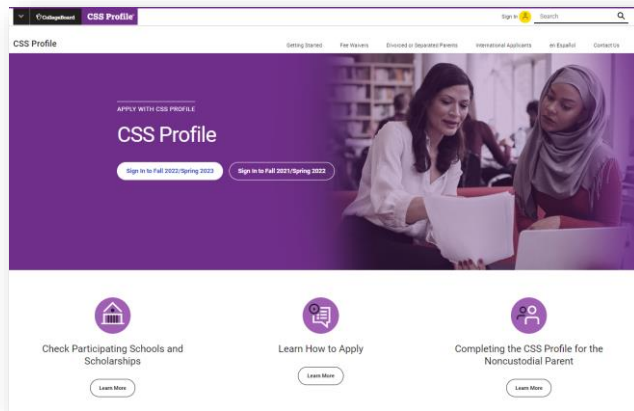 CollegeBoard CSS Profile
Sign In Search
CSS Profile
Getting Started Fee Waivers Divorced or Separated Parents International Applicants en Español Contact Us
APPLY WITH CSS PROFILE
CSS Profile
Sign In to Fall 2022/Spring 2023 Sign In to Fall 2021/Spring 2022
Check Participating Schools and
Scholarships
Learn More
Learn How to Apply
Learn More
Completing the CSS Profile for the
Noncustodial Parent
Learn More